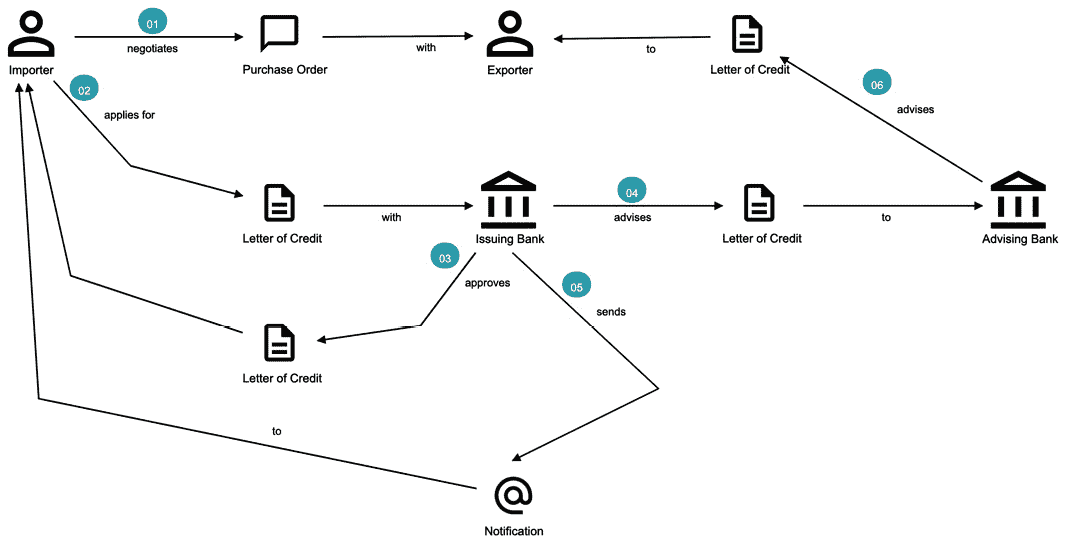 01
negotiates
with
to
06
advises
Importer
Purchase Order
Exporter
Letter of Credit
02
applies for
04
with
advises
to
Letter of Credit
Issuing Bank
Letter of Credit
Advising Bank
03
approves
05
sends
Letter of Credit
to
Notification